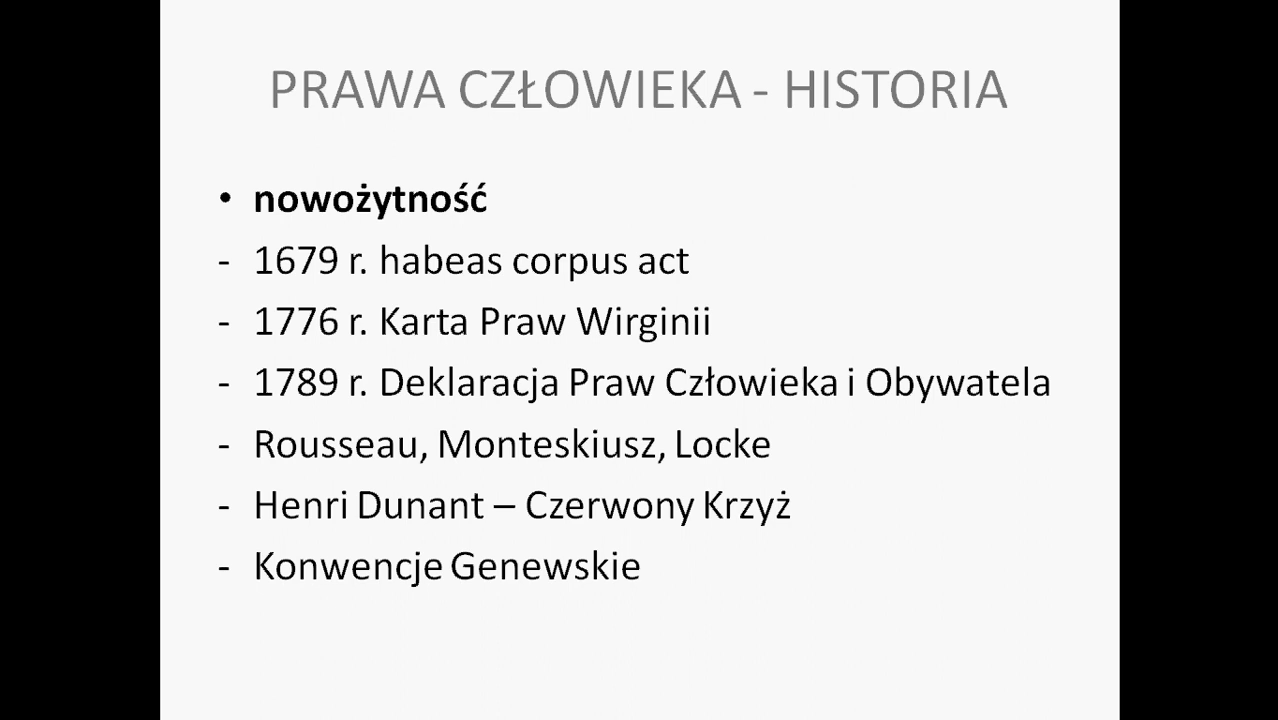 PRAWA CZŁOWIEKA - HISTORIA
• nowożytność
- 1679 r. habeas corpus act
- 1776 r. Karta Praw Wirginii
- 1789 r. Deklaracja Praw Człowieka i Obywatela
- Rousseau, Monteskiusz, Locke
- Henri Dunant – Czerwony Krzyż
- Konwencje Genewskie